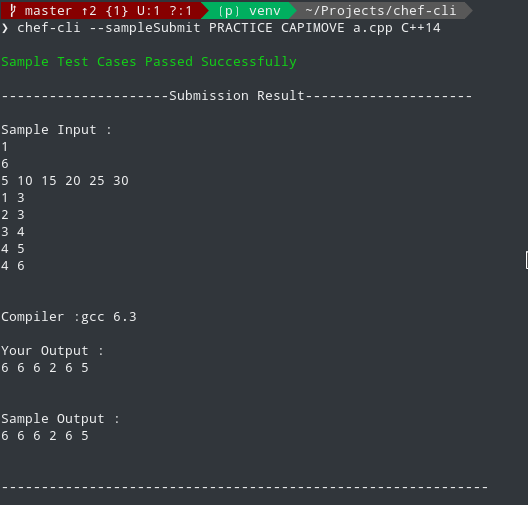 master ↑2 {1} U:1 ?:1 (p) venv ~/Projects/chef-cli
❯ chef-cli --sampleSubmit PRACTICE CAPIMOVE a.cpp C++14
Sample Test Cases Passed Successfully
---------------------Submission Result---------------------
Sample Input :
1
6
5 10 15 20 25 30
1 3
2 3
3 4
4 5
4 6
Compiler :gcc 6.3
Your Output :
6 6 6 2 6 5
Sample Output :
6 6 6 2 6 5
-------------------------------------------------------------